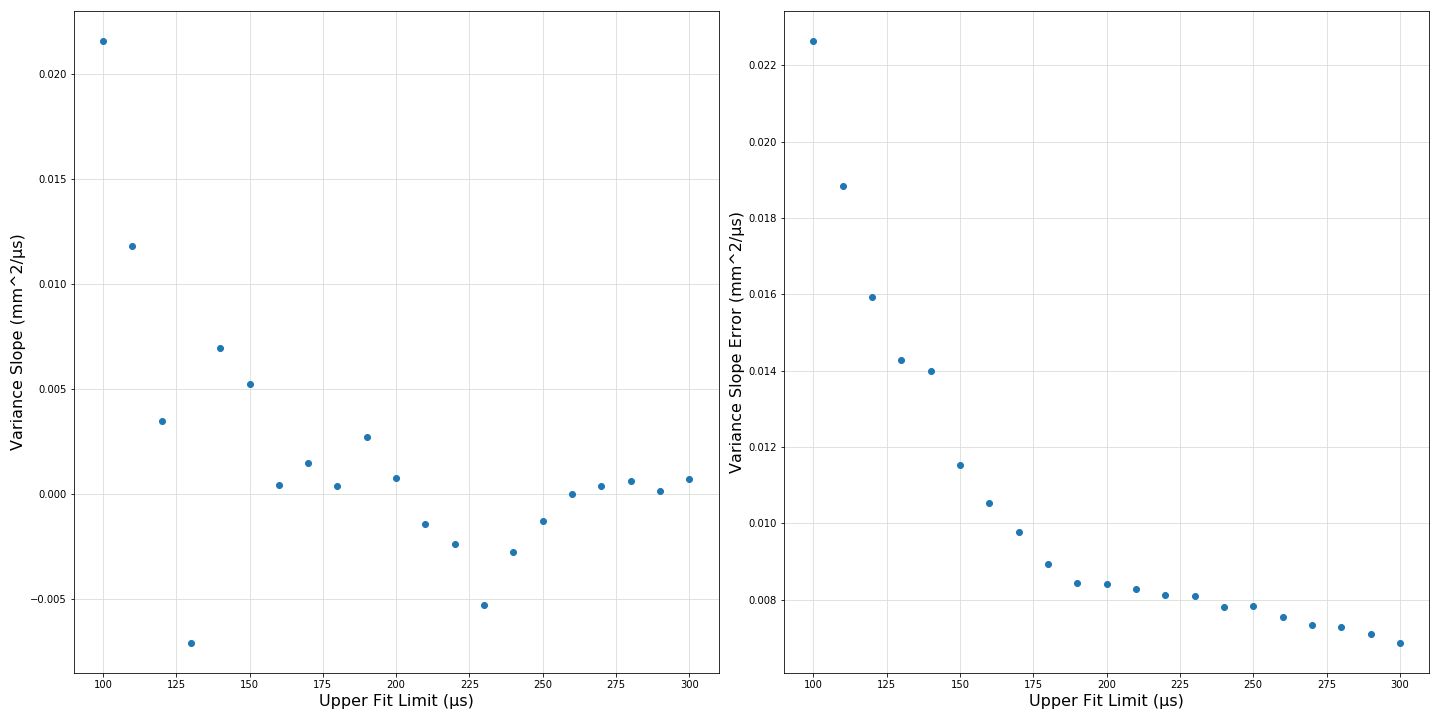 0.020
0.015
0.010
0.005
0.000
−0.005
Variance Slope (mm^2/μs)
100 125 150 175 200 225 250 275 300
Upper Fit Limit (μs)
0.022
0.020
0.018
0.016
0.014
0.012
0.010
0.008
Variance Slope Error (mm^2/μs)
100 125 150 175 200 225 250 275 300
Upper Fit Limit (μs)